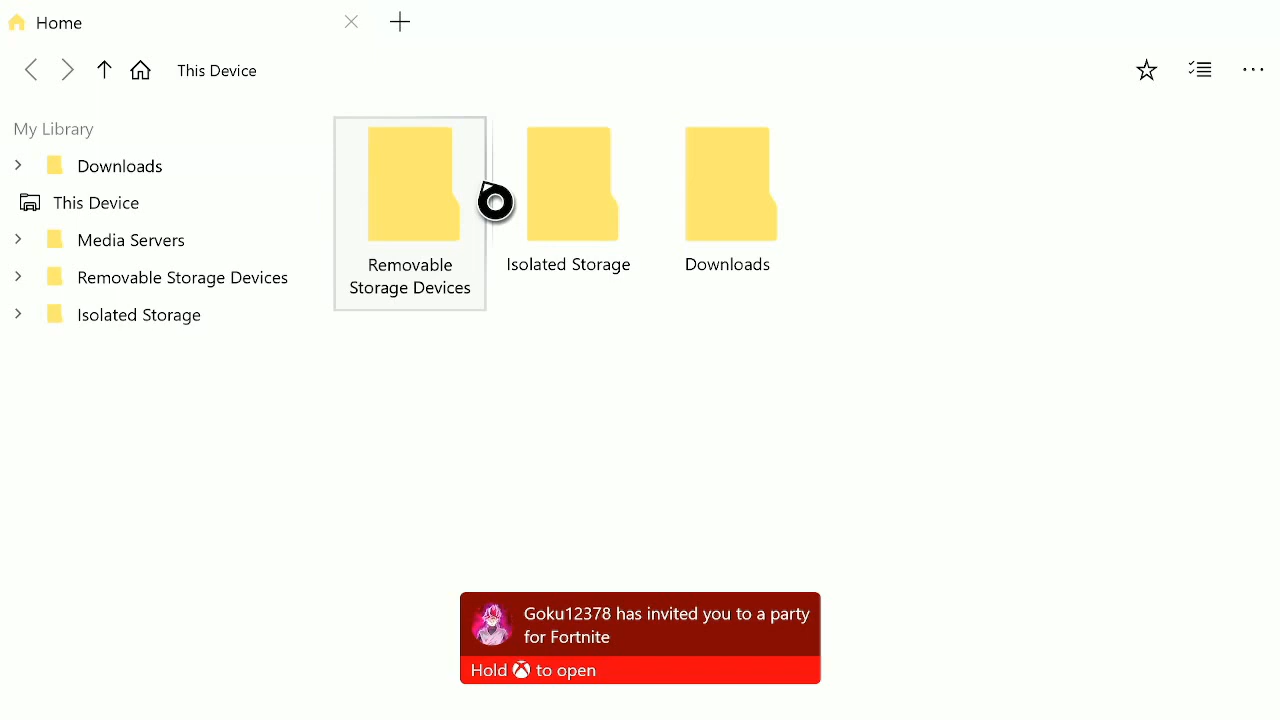 Home
This Device
My Library
Downloads
This Device
Media Servers
Removable Storage Devices
Isolated Storage
Removable
Storage Devices
Isolated Storage
Downloads
Goku12378 has invited you to a party
for Fortnite
Hold to open